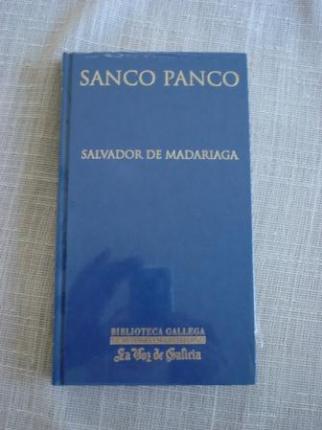 SANCO PANCO
SALVADOR DE MADARIAGA
BIBLIOTECA GALLEGA
La Voz de Galicia